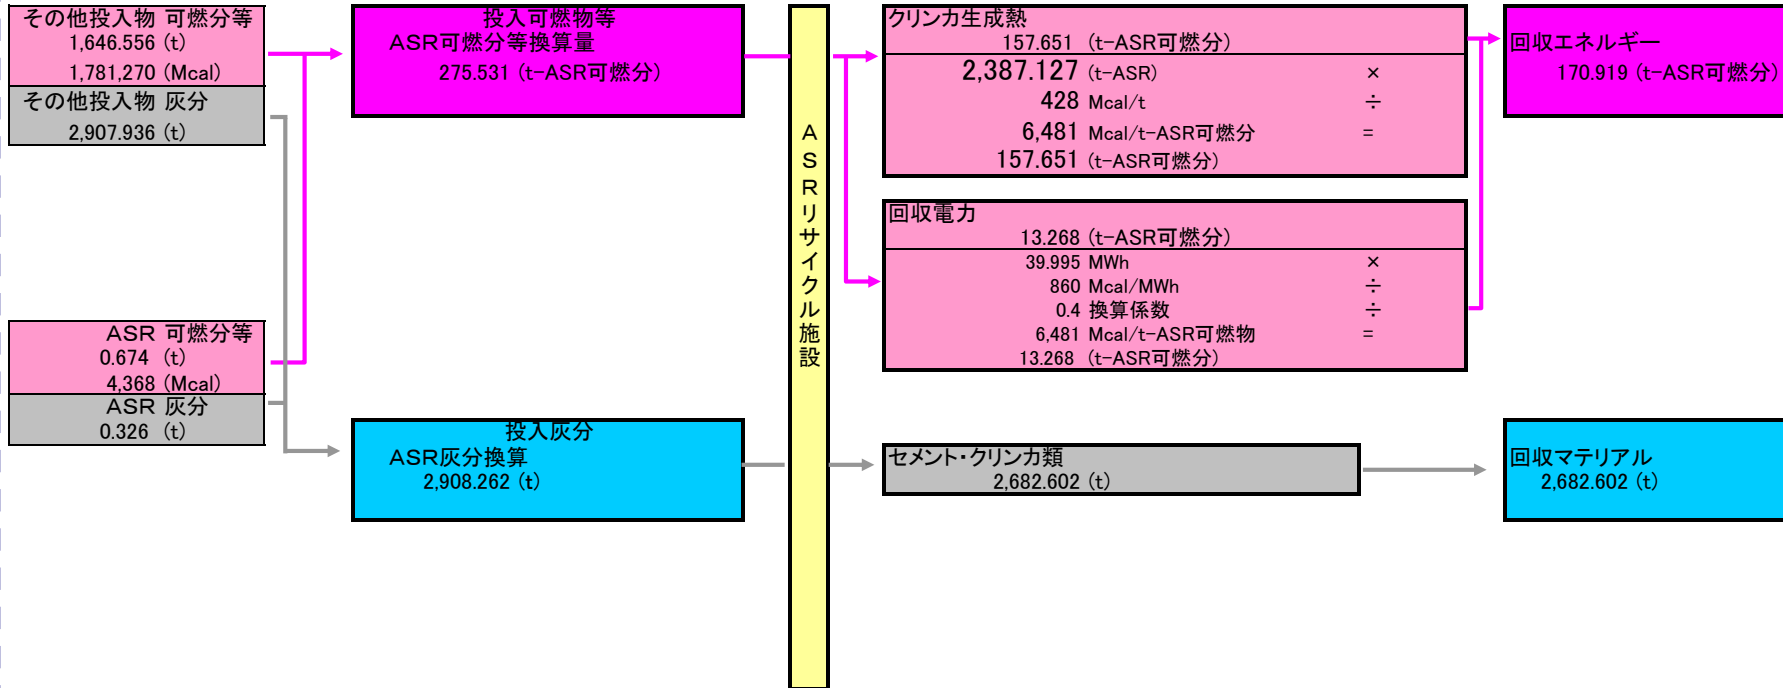 その他投入物 可燃分等
1,646.556 (t)
1,781,270 (Mcal)
その他投入物 灰分
2,907.936 (t)
ASR 可燃分等
0.674 (t)
4,368 (Mcal)
ASR 灰分
0.326 (t)
投入可燃物等
ASR可燃分等換算量
275.531 (t-ASR可燃分)
投入灰分
ASR灰分換算
2,908.262 (t)
ASRリサイクル施設
クリンカ生成熱
157.651 (t-ASR可燃分)
2,387.127 (t-ASR) ×
428 Mcal/t ÷
6,481 Mcal/t-ASR可燃分 =
157.651 (t-ASR可燃分)
回収電力
13.268 (t-ASR可燃分)
39.995 MWh ×
860 Mcal/MWh ÷
0.4 換算係数 ÷
6,481 Mcal/t-ASR可燃物 =
13.268 (t-ASR可燃分)
セメント・クリンカ類
2,682.602 (t)
回収エネルギー
170.919 (t-ASR可燃分)
回収マテリアル
2,682.602 (t)